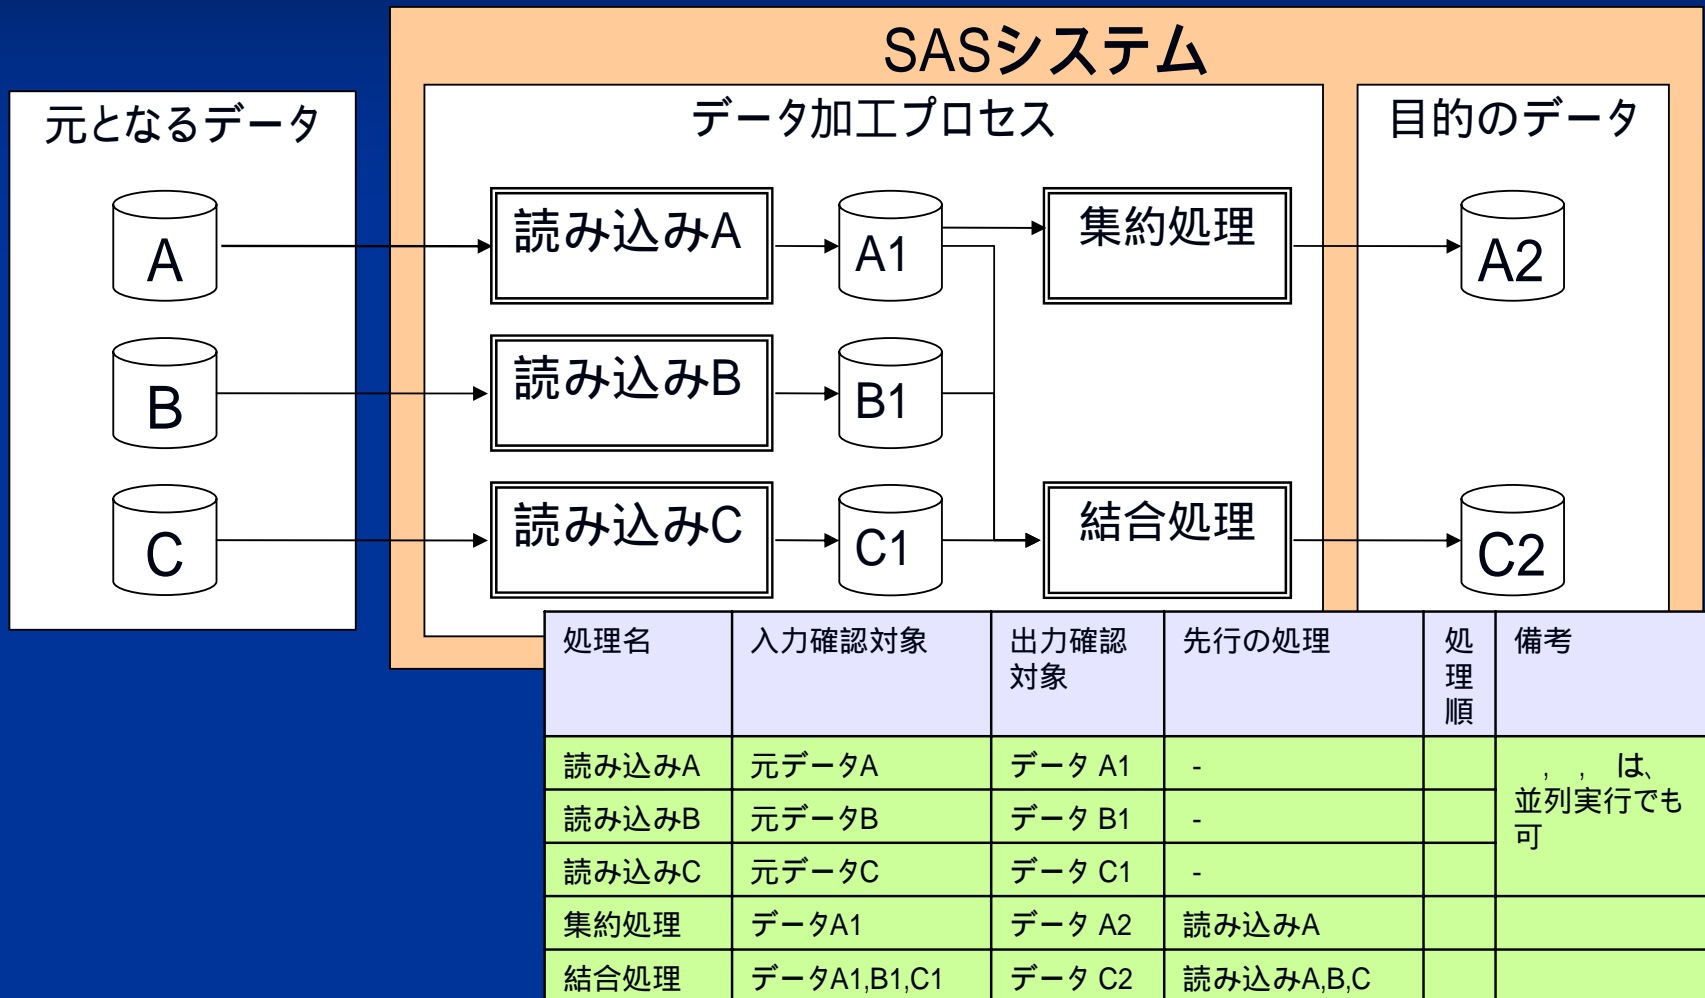 SASシステム
元となるデータ
データ加工プロセス
目的のデータ
A
読み込みA
A1
集約処理
A2
B
読み込みB
B1
C
読み込みC
C1
結合処理
C2
処理名
入力確認対象
出力確認
対象
先行の処理
処
理
順
備考
読み込みA
元データA
データ A1
-
, , は、
並列実行でも
可
読み込みB
元データB
データ B1
-
読み込みC
元データC
データ C1
-
集約処理
データA1
データ A2
読み込みA
結合処理
データA1,B1,C1
データ C2
読み込みA,B,C